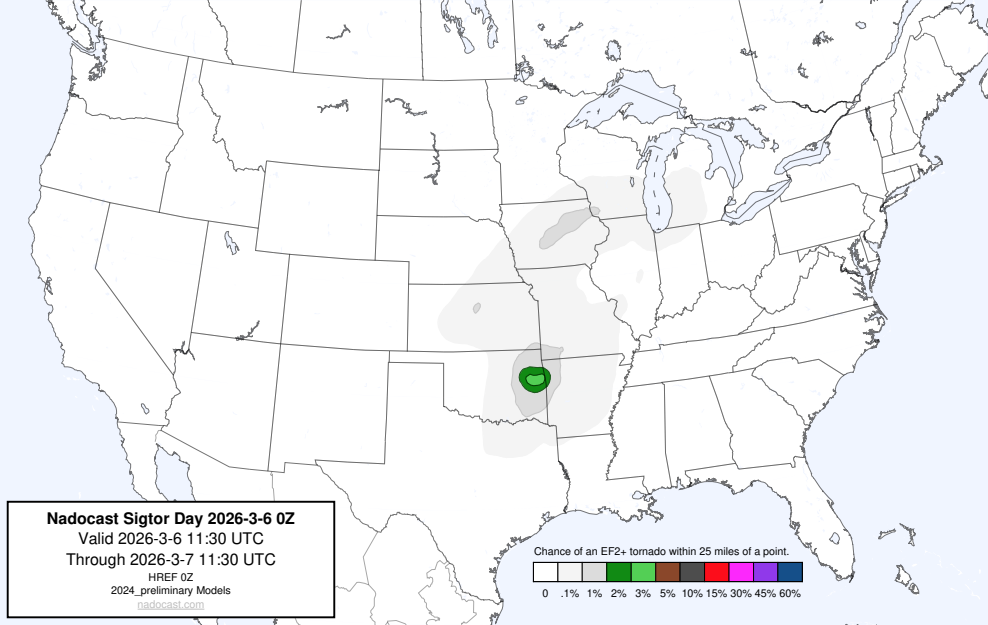 Nadocast Sigtor Day 2026-3-6 0Z
Valid 2026-3-6 11:30 UTC
Through 2026-3-7 11:30 UTC
HREF 0Z
2024_preliminary Models
nadocast.com
Chance of an EF2+ tornado within 25 miles of a point.
0 .1% 1% 2% 3% 5% 10% 15% 30% 45% 60%